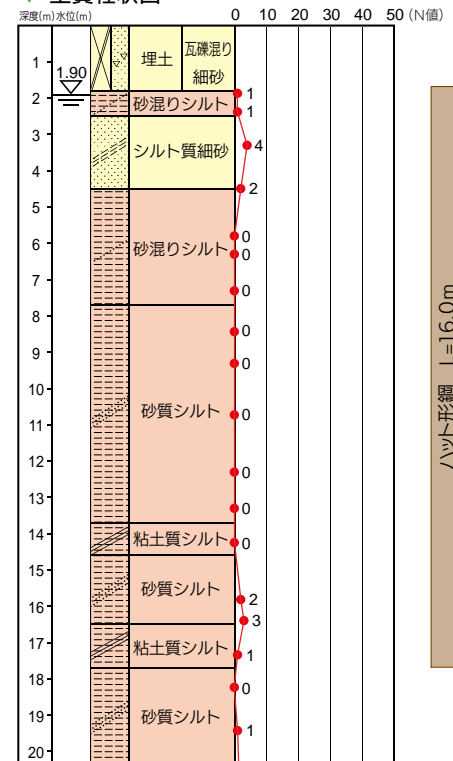 深度(m) 水位(m) 0 10 20 30 40 50 (N値)
1 埋土 瓦礫混り
細砂
1.90
2 砂混りシルト 1
1
3 シルト質細砂 4
4 2
5
6 砂混りシルト 0
0
7 0
8 0
9 0
10
11 砂質シルト 0
12 0
13 0
14 粘土質シルト 0
15
16 砂質シルト 2
3
17 粘土質シルト 1
18 0
19 砂質シルト 1
20
ハット形鋼 L=16.0m